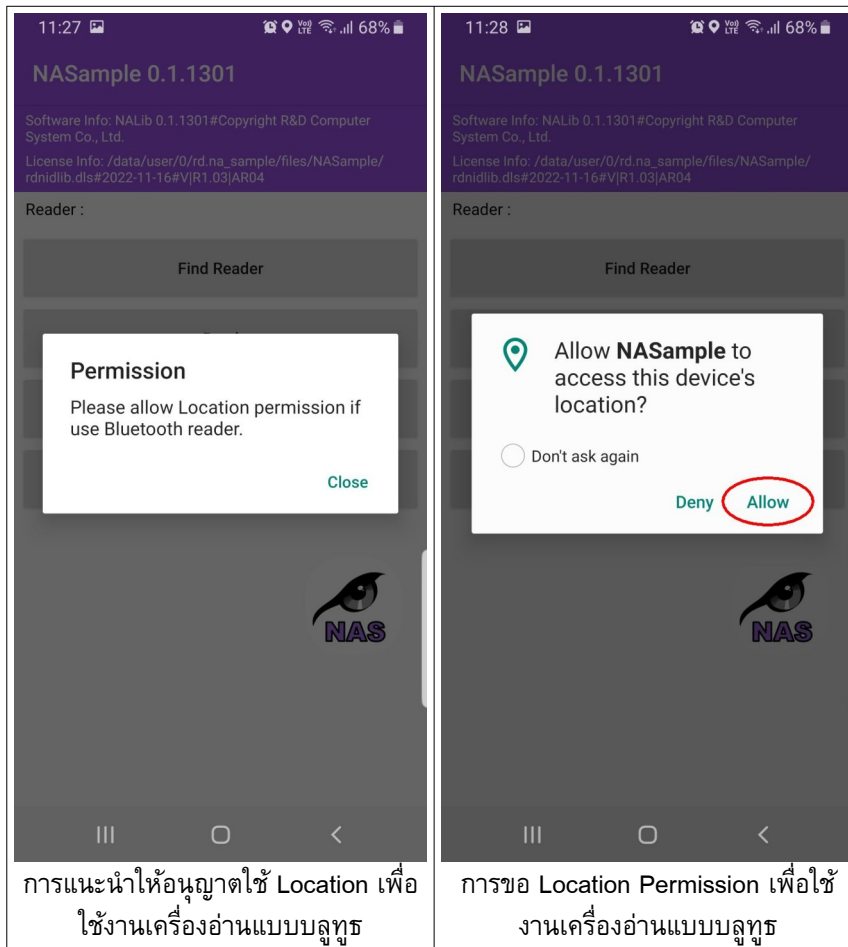 11:27 VoI) LTE 68%
NASample 0.1.1301
Software Info: NALib 0.1.1301#Copyright R&D Computer
System Co., Ltd.
License Info: /data/user/0/rd.na_sample/files/NASample/
rdnidlib.dls#2022-11-16#V|R1.03|AR04
Reader :
Find Reader
Permission
Please allow Location permission if
use Bluetooth reader.
Close
NAS
การแนะนำให้อนุญาตใช้ Location เพื่อ
ใช้งานเครื่องอ่านแบบบลูทูธ
11:28 VoI) LTE 68%
NASample 0.1.1301
Software Info: NALib 0.1.1301#Copyright R&D Computer
System Co., Ltd.
License Info: /data/user/0/rd.na_sample/files/NASample/
rdnidlib.dls#2022-11-16#V|R1.03|AR04
Reader :
Find Reader
Allow NASample to
access this device's
location?
Don't ask again
Deny Allow
NAS
การขอ Location Permission เพื่อใช้
งานเครื่องอ่านแบบบลูทูธ